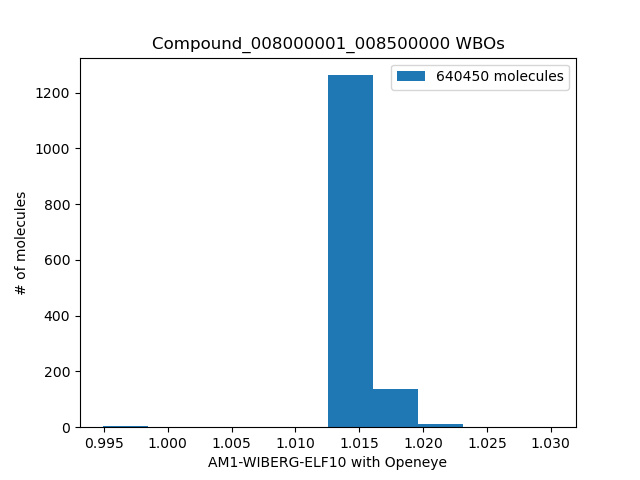 Compound_008000001_008500000 WBOs
640450 molecules
# of molecules
1200
1000
800
600
400
200
0
0.995 1.000 1.005 1.010 1.015 1.020 1.025 1.030
AM1-WIBERG-ELF10 with Openeye